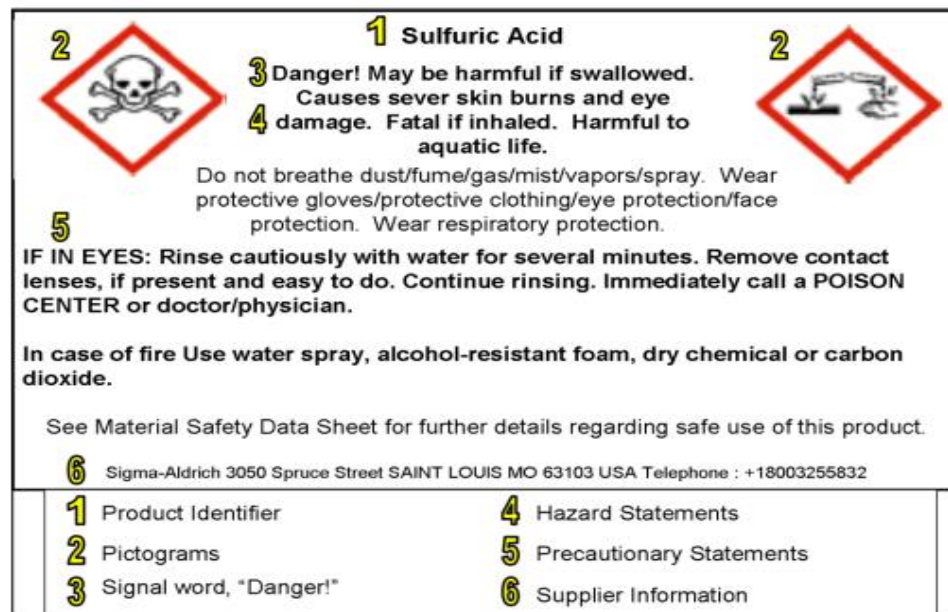 2
1 Sulfuric Acid
2
3 Danger! May be harmful if swallowed.
Causes sever skin burns and eye
4 damage. Fatal if inhaled. Harmful to
aquatic life.
Do not breathe dust/fume/gas/mist/vapors/spray. Wear
protective gloves/protective clothing/eye protection/face
protection. Wear respiratory protection.
5
IF IN EYES: Rinse cautiously with water for several minutes. Remove contact
lenses, if present and easy to do. Continue rinsing. Immediately call a POISON
CENTER or doctor/physician.
In case of fire Use water spray, alcohol-resistant foam, dry chemical or carbon
dioxide.
See Material Safety Data Sheet for further details regarding safe use of this product.
6 Sigma-Aldrich 3050 Spruce Street SAINT LOUIS MO 63103 USA Telephone : +18003255832
1 Product Identifier
2 Pictograms
3 Signal word, “Danger!”
4 Hazard Statements
5 Precautionary Statements
6 Supplier Information